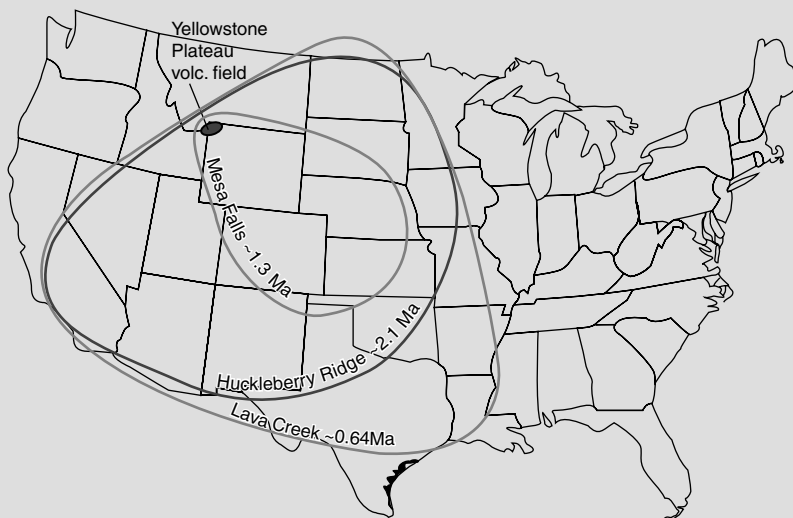 Yellowstone
Plateau
volc. field
Mesa Falls ~1.3 Ma
Huckleberry Ridge ~2.1 Ma
Lava Creek ~0.64Ma